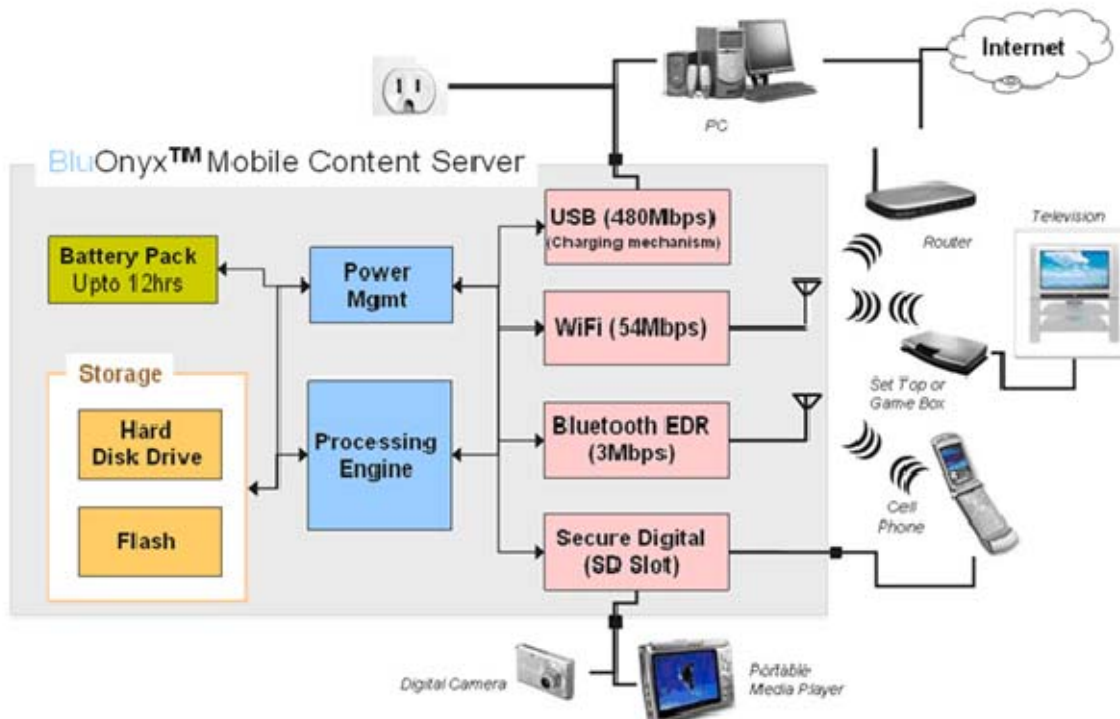 Internet
PC
BluOnyx™ Mobile Content Server
USB (480Mbps)
(Charging mechanism)
Router
Television
Battery Pack
Upto 12hrs
Power
Mgmt
WiFi (54Mbps)
Set Top or
Game Box
Storage
Hard
Disk Drive
Flash
Processing
Engine
Bluetooth EDR
(3Mbps)
Cell
Phone
Secure Digital
(SD Slot)
Digital Camera
Portable
Media Player